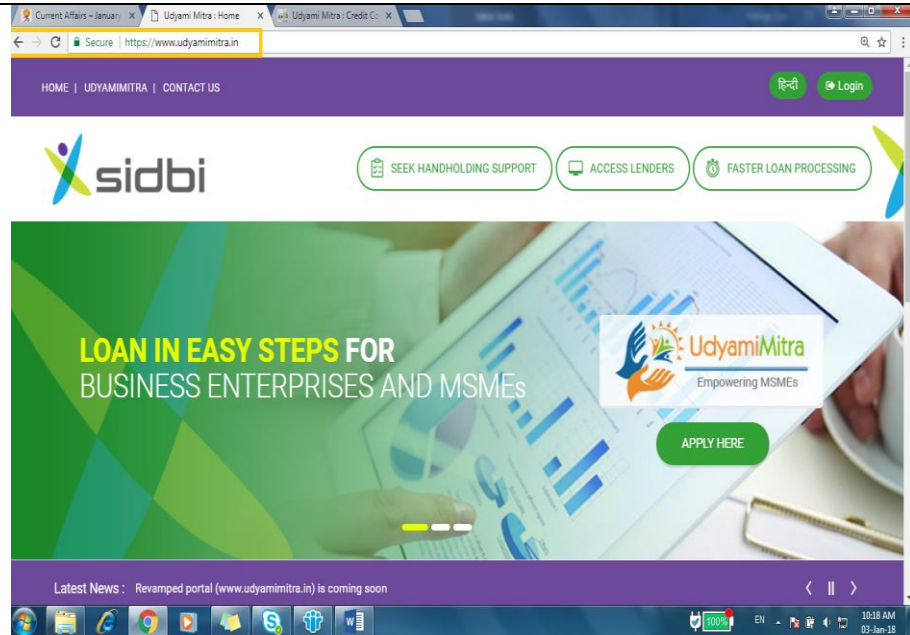 Current Affairs – January
Udyami Mitra : Home
Udyami Mitra : Credit Co
Secure | https://www.udyamimitra.in
HOME | UDYAMIMITRA | CONTACT US
हिन्दी
Login
sidbi
SEEK HANDHOLDING SUPPORT
ACCESS LENDERS
FASTER LOAN PROCESSING
LOAN IN EASY STEPS FOR
BUSINESS ENTERPRISES AND MSMEs
UdyamiMitra
Empowering MSMEs
APPLY HERE
Latest News : Revamped portal (www.udyamimitra.in) is coming soon
100%
EN
10:18 AM
03-Jan-18